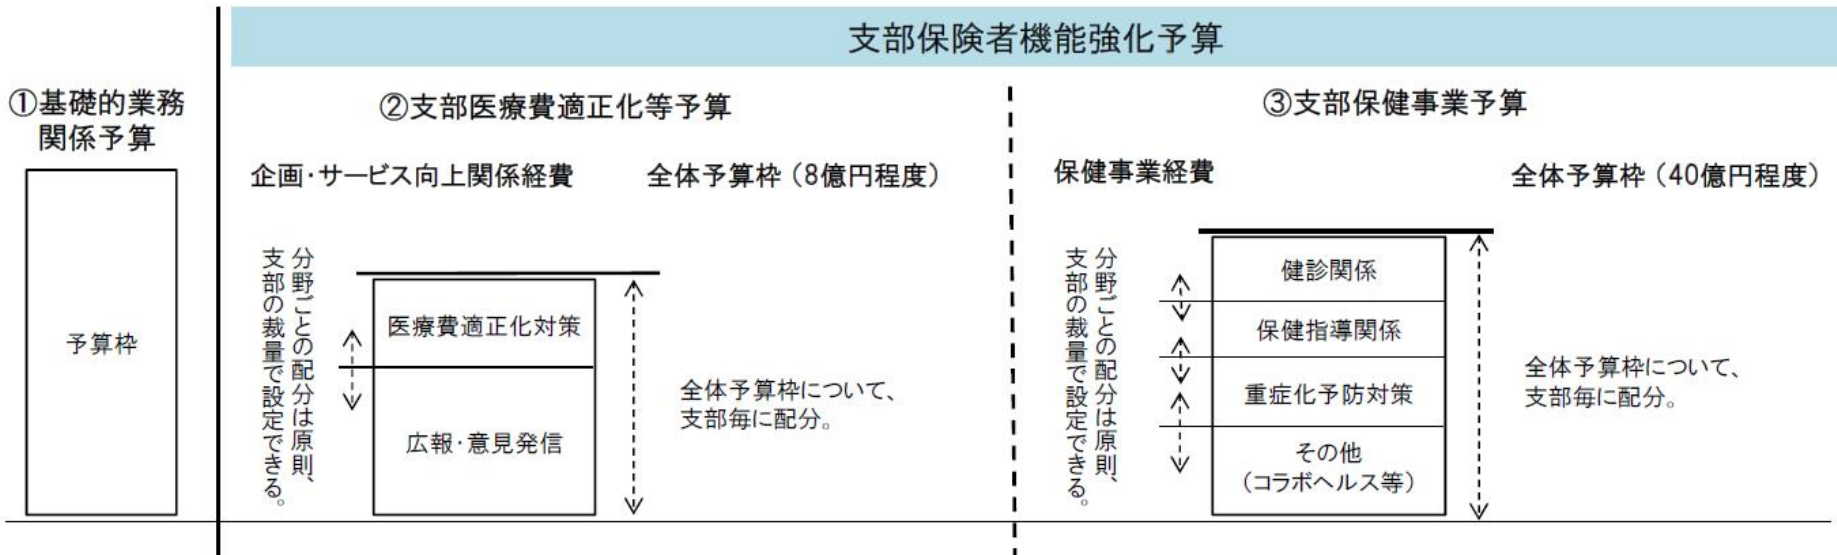 支部保険者機能強化予算
①基礎的業務
関係予算
予算枠
②支部医療費適正化等予算
企画・サービス向上関係経費
全体予算枠（8億円程度）
分野ごとの配分は原則、
支部の裁量で設定できる。
医療費適正化対策
広報・意見発信
全体予算枠について、
支部毎に配分。
③支部保健事業予算
保健事業経費
全体予算枠（40億円程度）
分野ごとの配分は原則、
支部の裁量で設定できる。
健診関係
保健指導関係
重症化予防対策
その他
（コラボヘルス等）
全体予算枠について、
支部毎に配分。